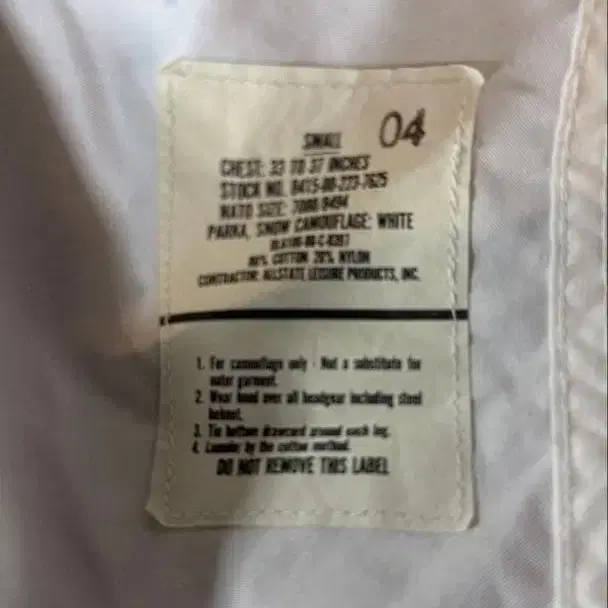 SMALL 04
CHEST: 33 TO 37 INCHES
STOCK NO. 8415-00-223-7625
NATO SIZE: 7080/9494
PARKA, SNOW CAMOUFLAGE: WHITE
80% COTTON 20% NYLON
CONTRACTOR: ALLSTATE LEISURE PRODUCTS, INC.
1. For camouflage only - Not a substitute for
outer garment.
2. Wear hood over all headgear including steel
helmet.
3. Tie bottom drawcord around each leg.
4. Launder by the cotton method.
DO NOT REMOVE THIS LABEL